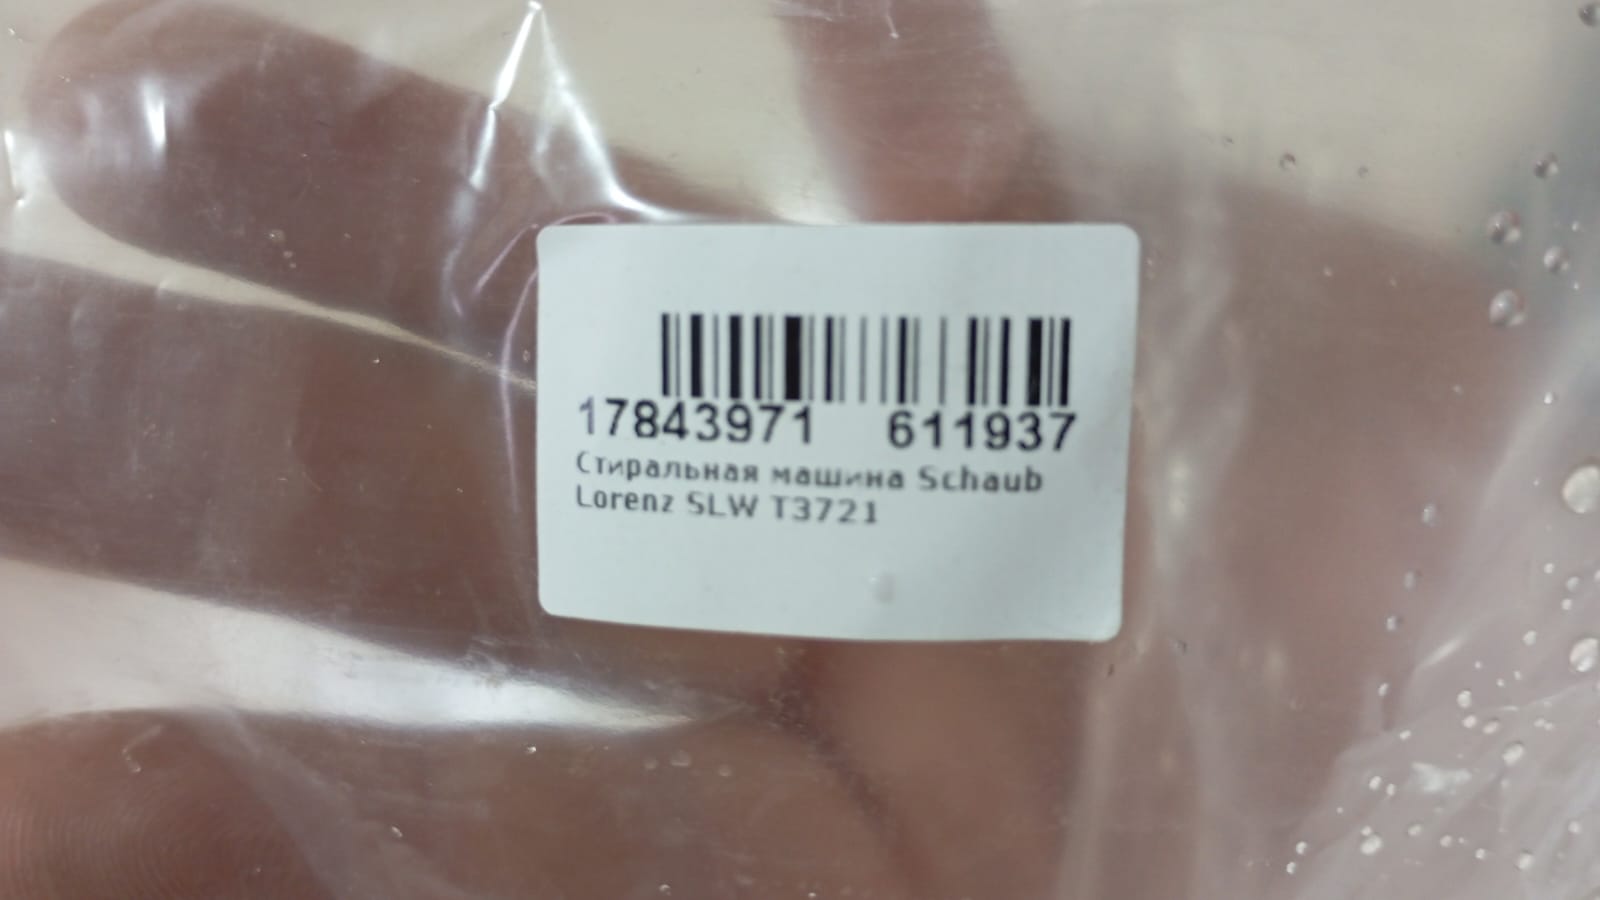 17843971 611937
Стиральная машина Schaub
Lorenz SLW T3721